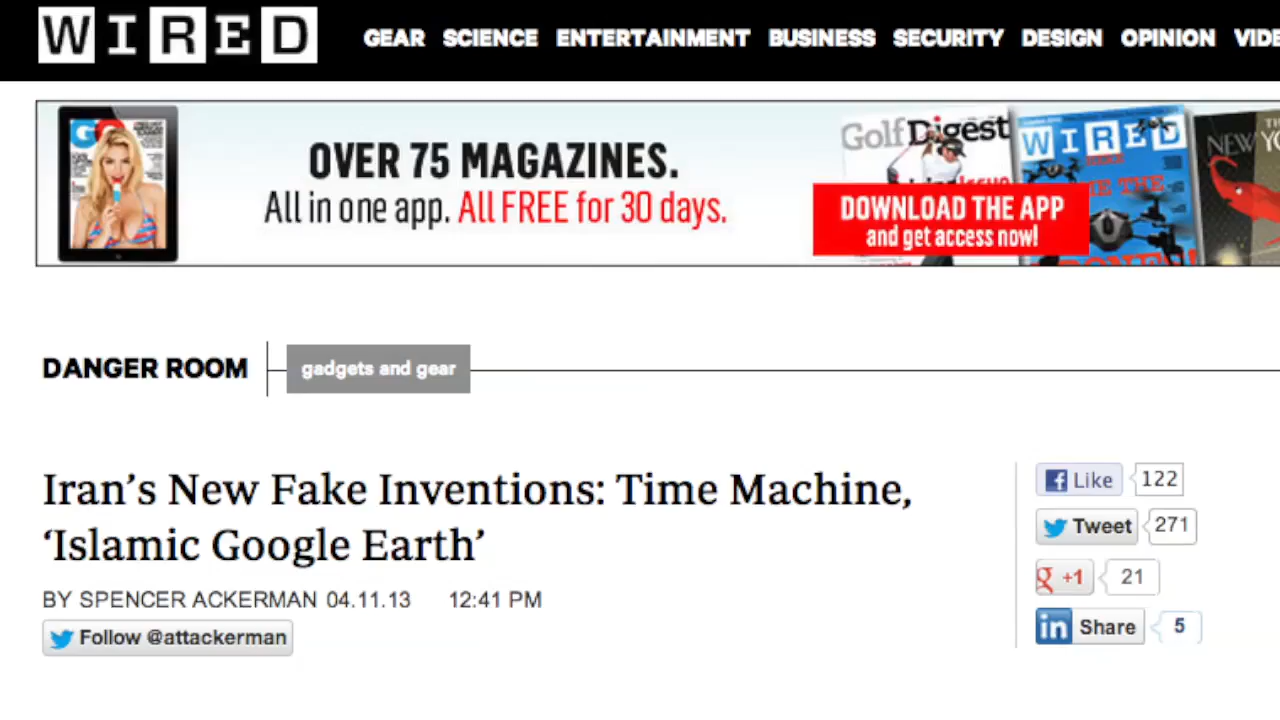 WIRED
GEAR SCIENCE ENTERTAINMENT BUSINESS SECURITY DESIGN OPINION
GQ
OVER 75 MAGAZINES.
All in one app. All FREE for 30 days.
Golf Digest
WIRED
NEW
DOWNLOAD THE APP
and get access now!
DANGER ROOM
gadgets and gear
Iran’s New Fake Inventions: Time Machine,
‘Islamic Google Earth’
BY SPENCER ACKERMAN 04.11.13 12:41 PM
Follow @attackerman
Like 122
Tweet 271
+1 21
in Share 5